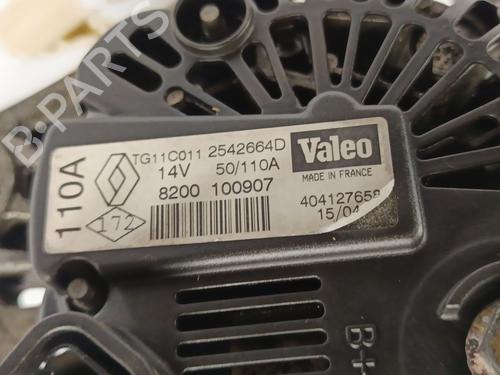 B-PARTS
110A
TG11C011 2542664D
14V 50/110A
8200 100907
172
Valeo
MADE IN FRANCE
404127658
15/04
B+